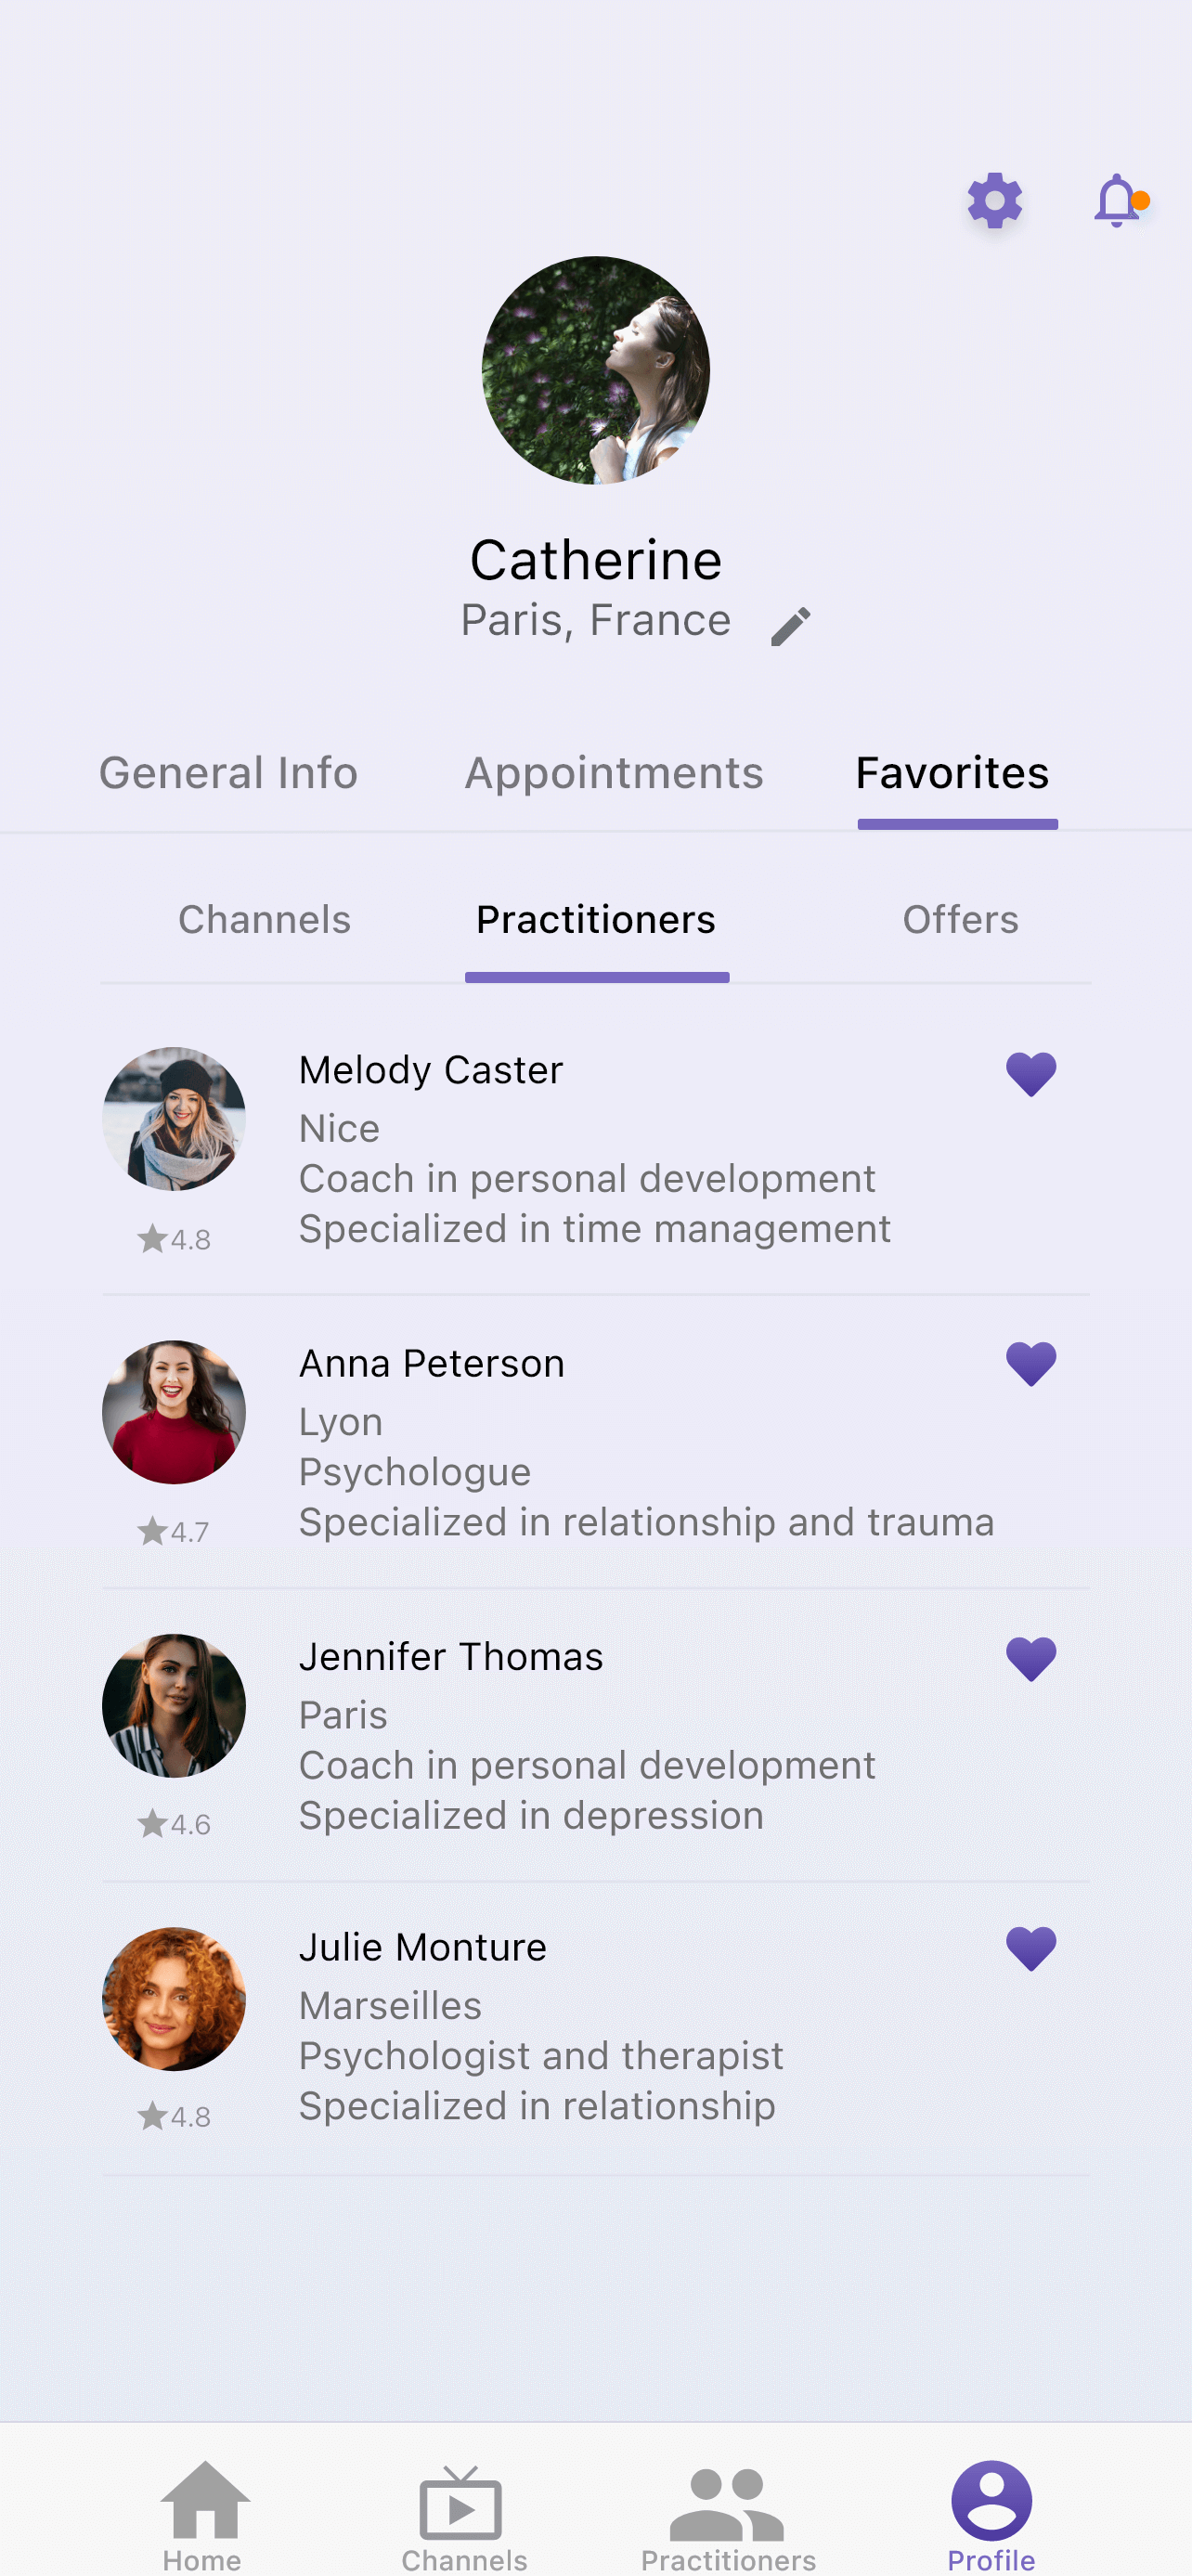 Catherine
Paris, France
General Info Appointments Favorites
Channels Practitioners Offers
Melody Caster
Nice
Coach in personal development
Specialized in time management
4.8
Anna Peterson
Lyon
Psychologue
Specialized in relationship and trauma
4.7
Jennifer Thomas
Paris
Coach in personal development
Specialized in depression
4.6
Julie Monture
Marseilles
Psychologist and therapist
Specialized in relationship
4.8
Home Channels Practitioners Profile